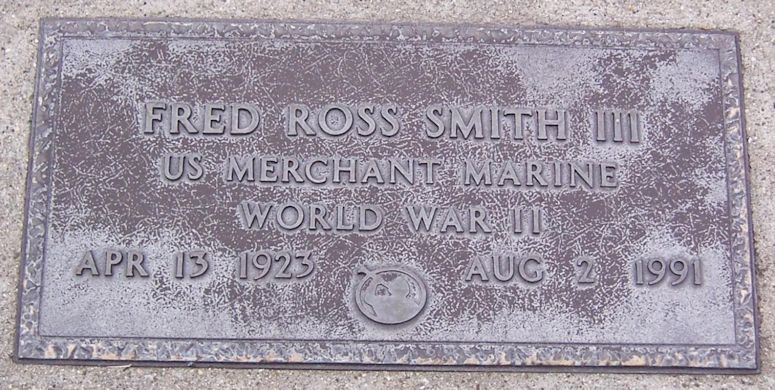 FRED ROSS SMITH III
US MERCHANT MARINE
WORLD WAR II
APR 13 1923 AUG 2 1991